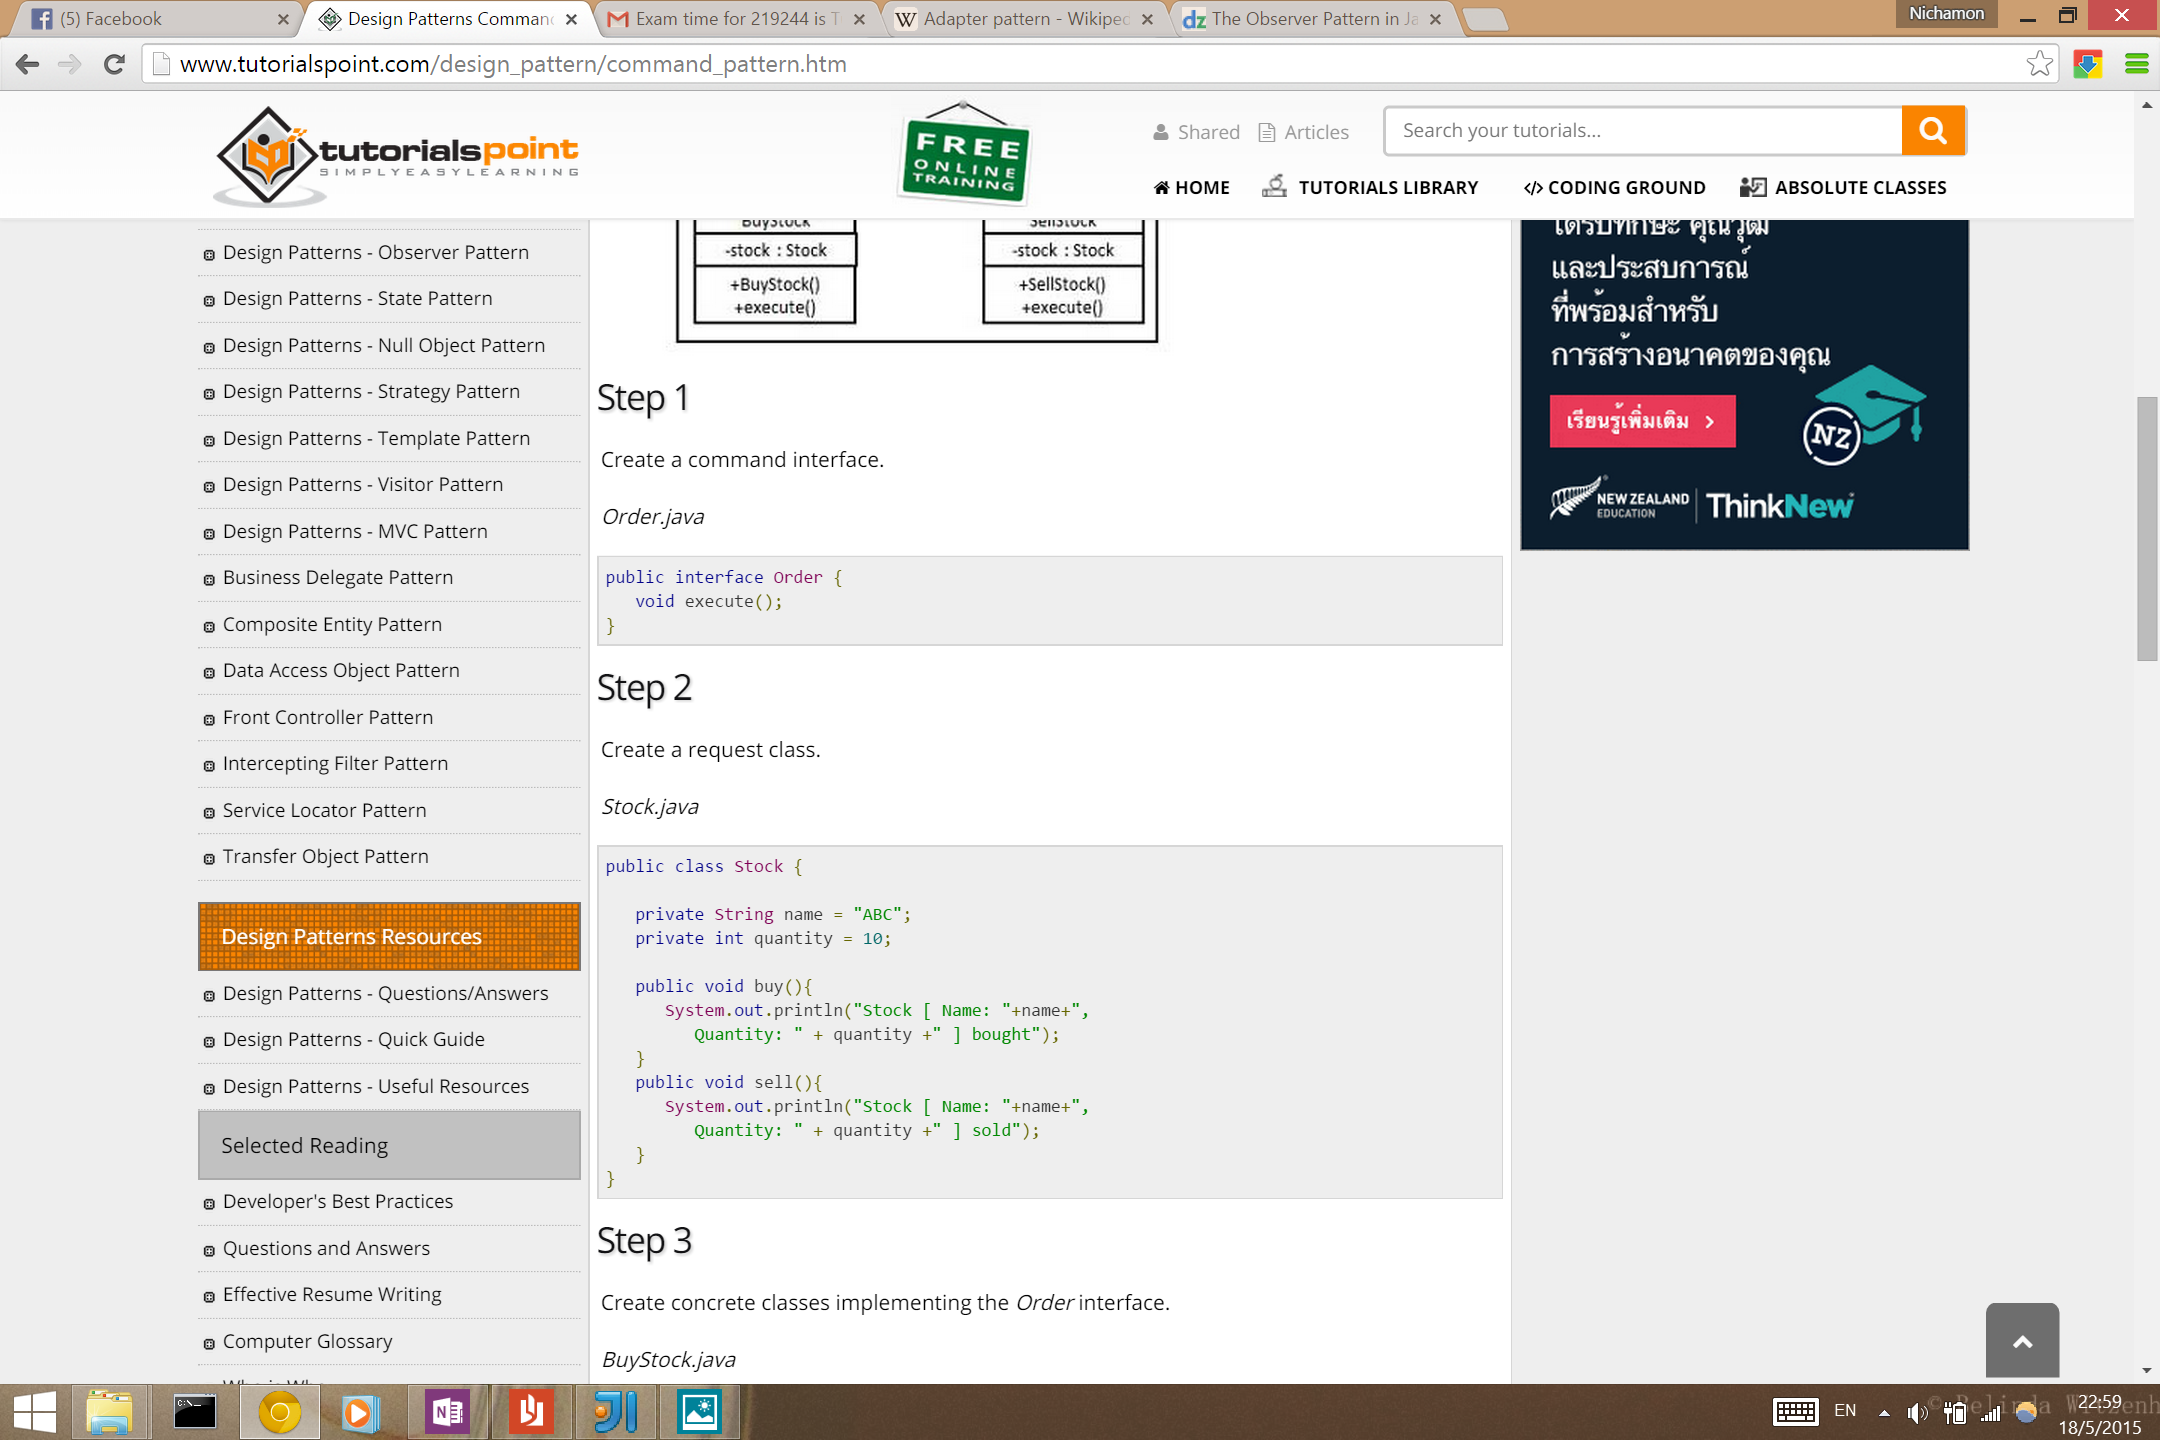 (5) Facebook
Design Patterns Comman
Exam time for 219244 is T
Adapter pattern - Wikiped
The Observer Pattern in Ja
Nichamon
www.tutorialspoint.com/design_pattern/command_pattern.htm
tutorialspoint
SIMPLYEASYLEARNING
FREE
ONLINE
TRAINING
Shared
Articles
Search your tutorials...
HOME
TUTORIALS LIBRARY
</> CODING GROUND
ABSOLUTE CLASSES
Design Patterns - Observer Pattern
Design Patterns - State Pattern
Design Patterns - Null Object Pattern
Design Patterns - Strategy Pattern
Design Patterns - Template Pattern
Design Patterns - Visitor Pattern
Design Patterns - MVC Pattern
Business Delegate Pattern
Composite Entity Pattern
Data Access Object Pattern
Front Controller Pattern
Intercepting Filter Pattern
Service Locator Pattern
Transfer Object Pattern
Design Patterns Resources
Design Patterns - Questions/Answers
Design Patterns - Quick Guide
Design Patterns - Useful Resources
Selected Reading
Developer's Best Practices
Questions and Answers
Effective Resume Writing
Computer Glossary
BuyStock
-stock : Stock
+BuyStock()
+execute()
SellStock
-stock : Stock
+SellStock()
+execute()
Step 1
Create a command interface.
Order.java
public interface Order {
void execute();
}
Step 2
Create a request class.
Stock.java
public class Stock {
private String name = "ABC";
private int quantity = 10;
public void buy(){
System.out.println("Stock [ Name: "+name+",
Quantity: " + quantity +" ] bought");
}
public void sell(){
System.out.println("Stock [ Name: "+name+",
Quantity: " + quantity +" ] sold");
}
}
Step 3
Create concrete classes implementing the Order interface.
BuyStock.java
ได้รับทักษะ คุณวุฒิ
และประสบการณ์
ที่พร้อมสำหรับ
การสร้างอนาคตของคุณ
เรียนรู้เพิ่มเติม >
NZ
NEW ZEALAND
EDUCATION
ThinkNew
EN
22:59
18/5/2015